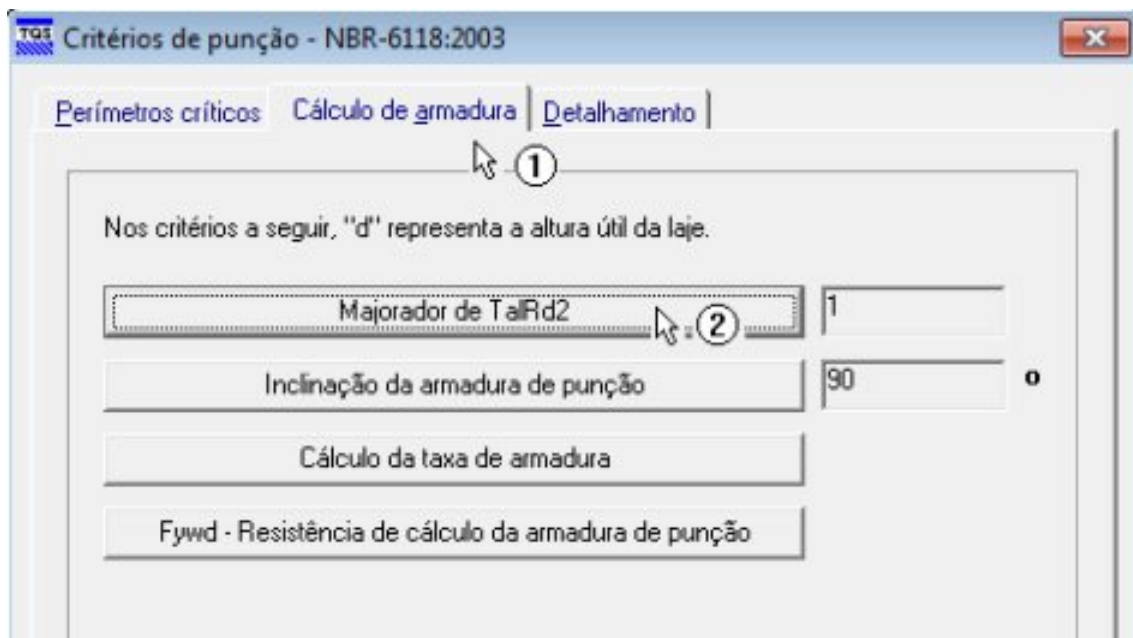 TQS Critérios de punção - NBR-6118:2003
Perímetros críticos Cálculo de armadura Detalhamento
1
Nos critérios a seguir, "d" representa a altura útil da laje.
Majorador de TalRd2 2 1
Inclinação da armadura de punção 90 o
Cálculo da taxa de armadura
Fywd - Resistência de cálculo da armadura de punção